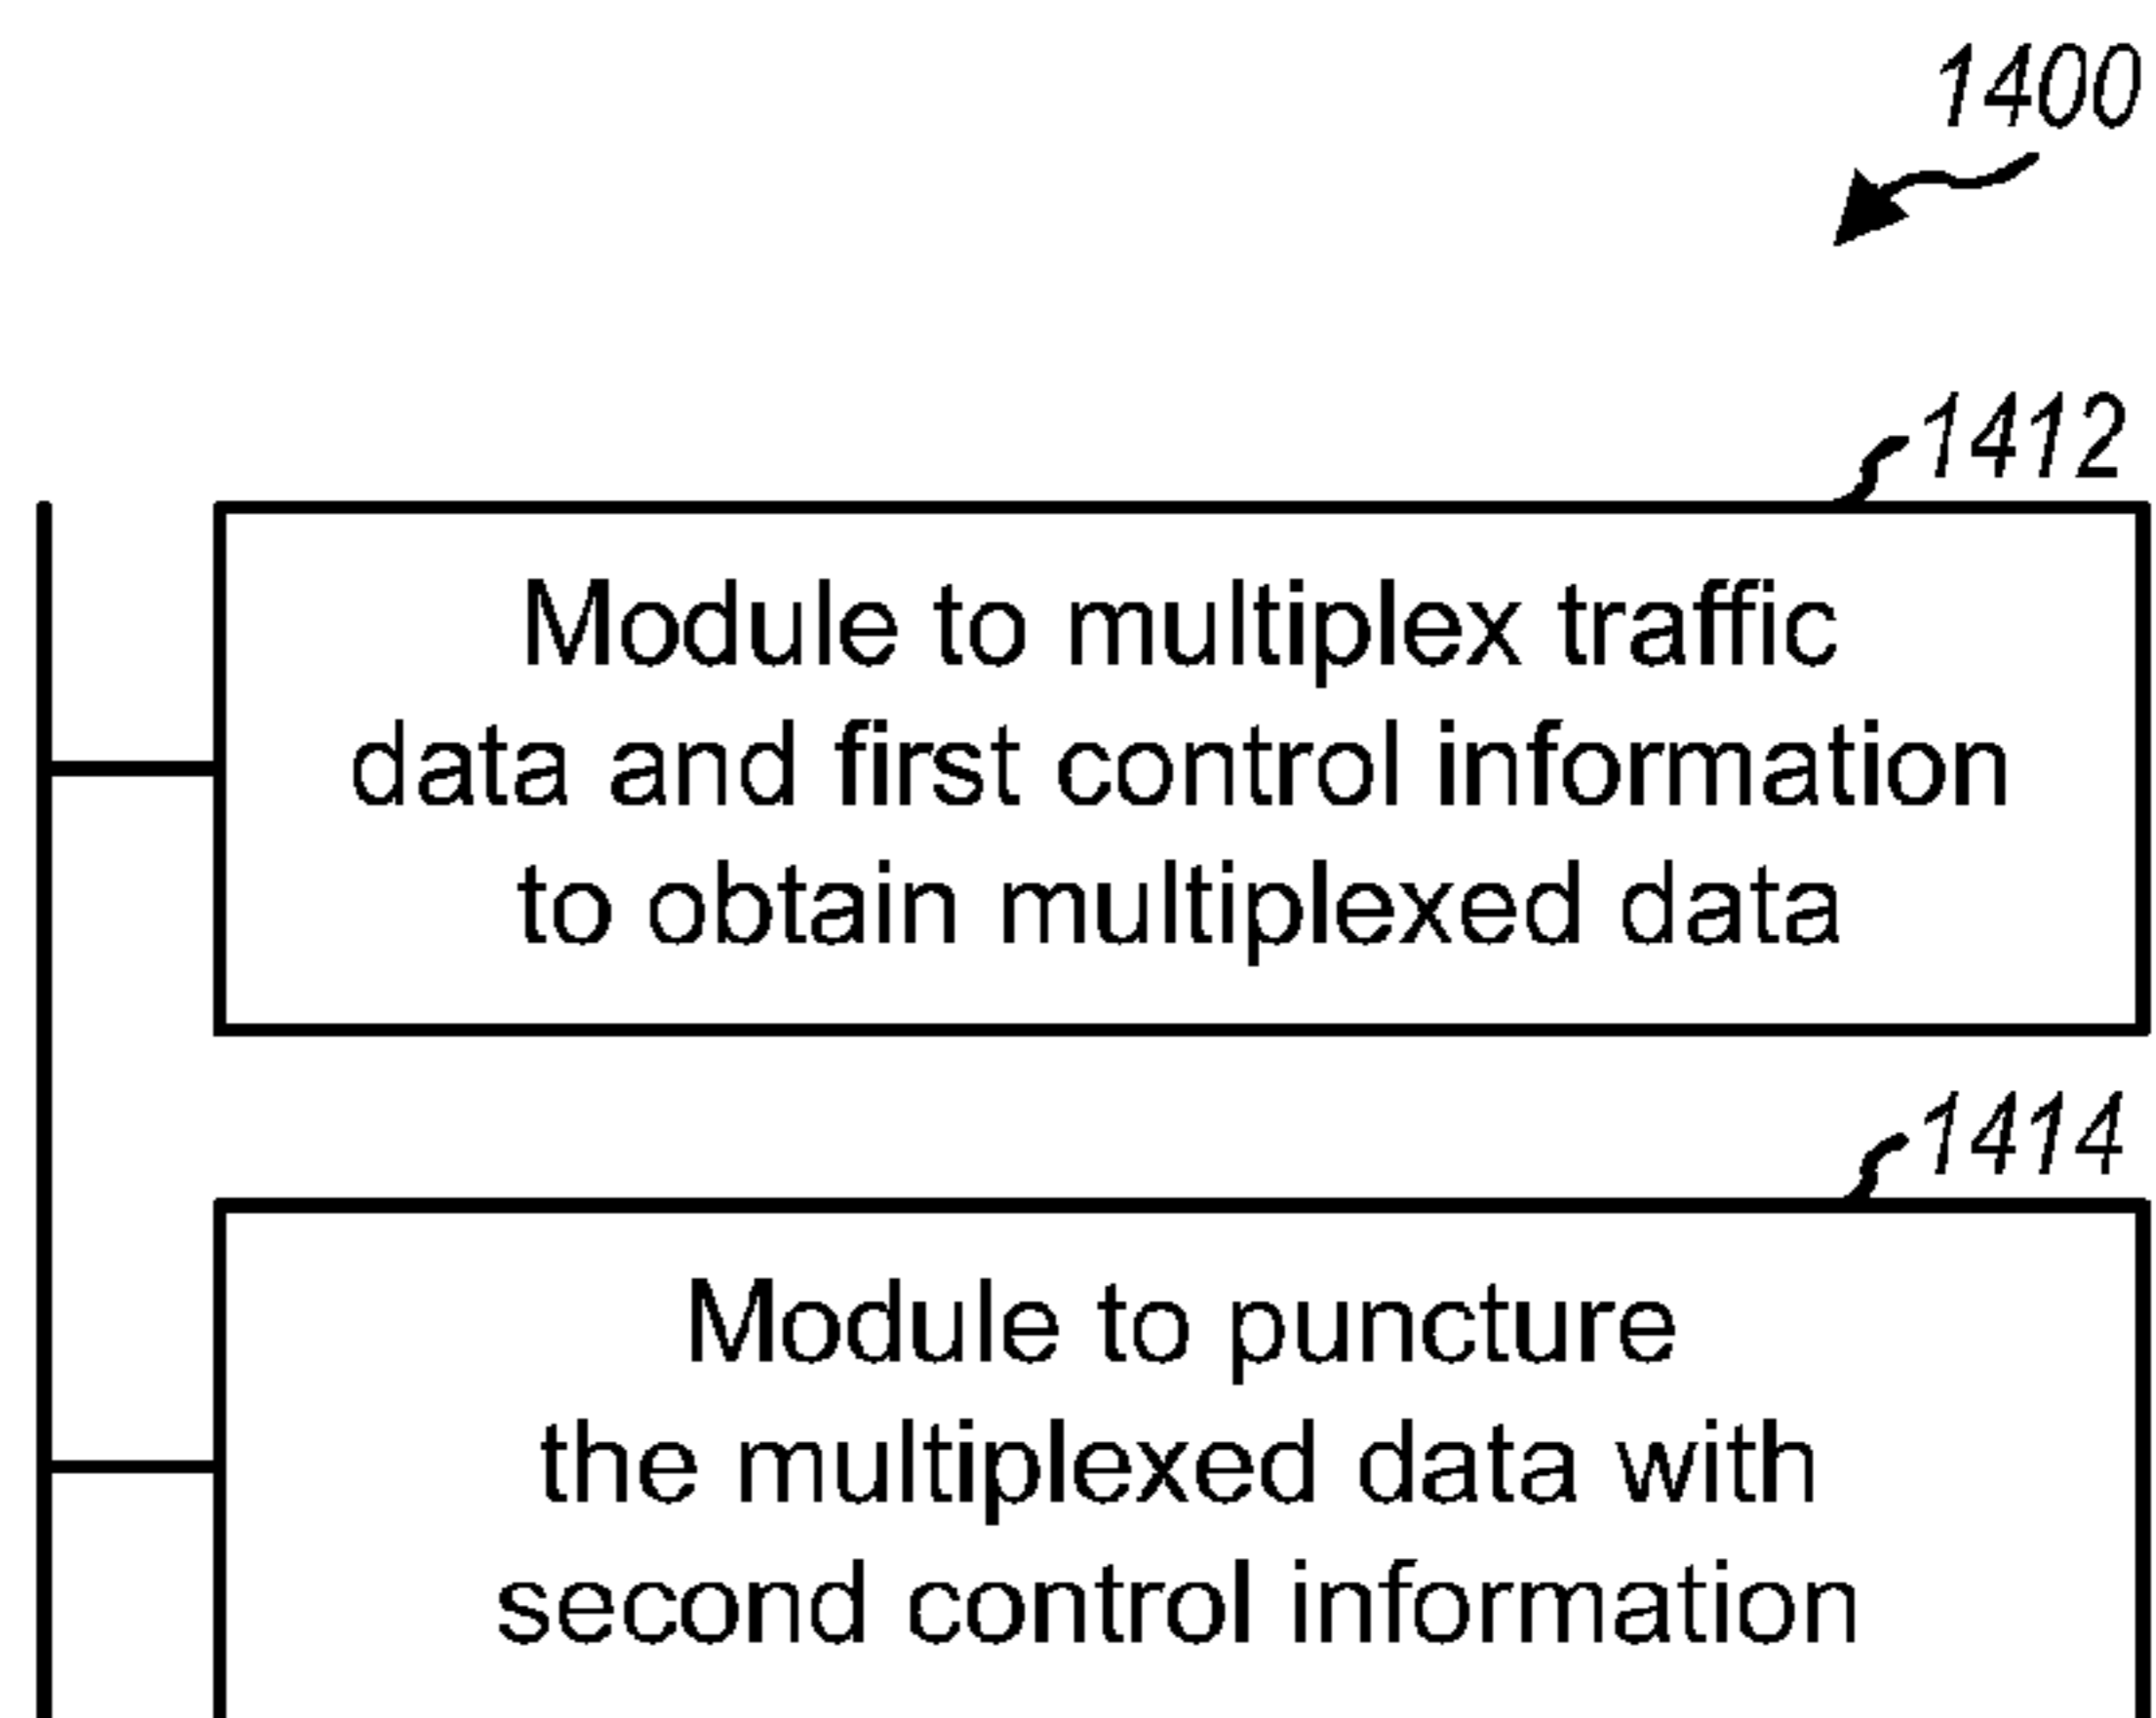 1400
1412
Module to multiplex traffic
data and first control information
to obtain multiplexed data
1414
Module to puncture
the multiplexed data with
second control information